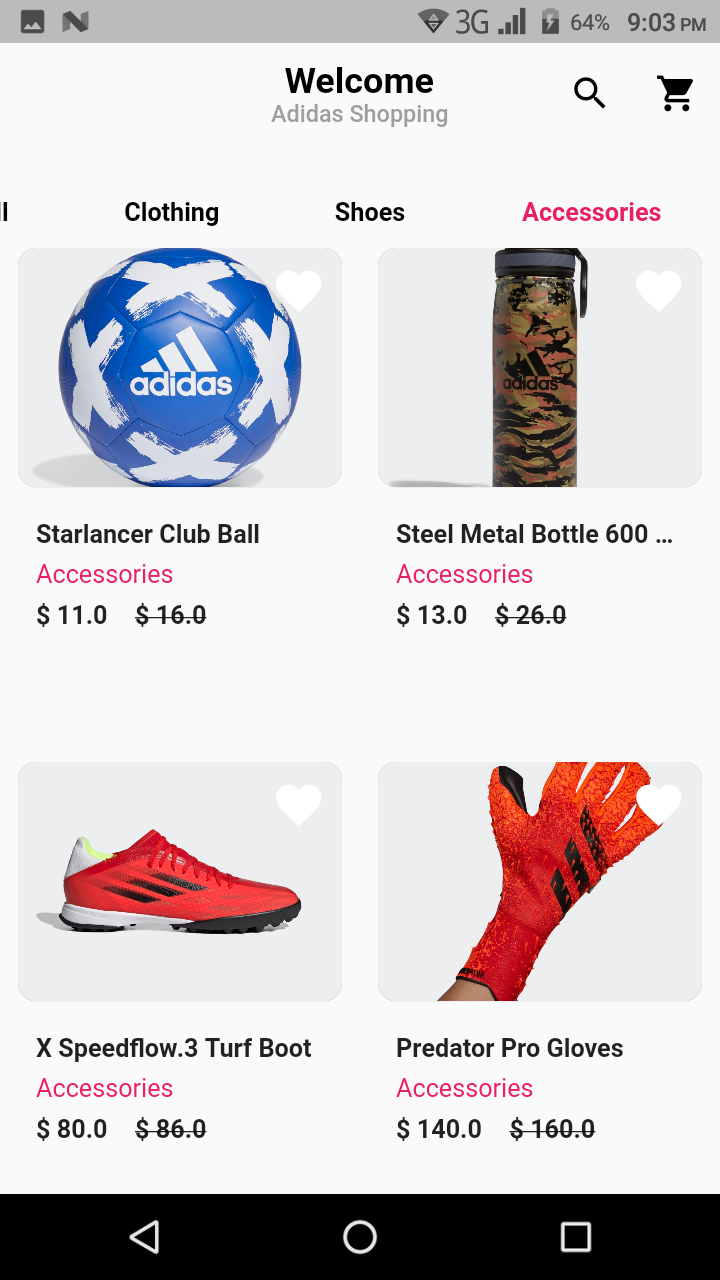 3G 64% 9:03 PM
Welcome
Adidas Shopping
ll Clothing Shoes Accessories
adidas
adidas
Starlancer Club Ball
Steel Metal Bottle 600 ...
Accessories
Accessories
$ 11.0 $ 16.0
$ 13.0 $ 26.0
X Speedflow.3 Turf Boot
Predator Pro Gloves
Accessories
Accessories
$ 80.0 $ 86.0
$ 140.0 $ 160.0